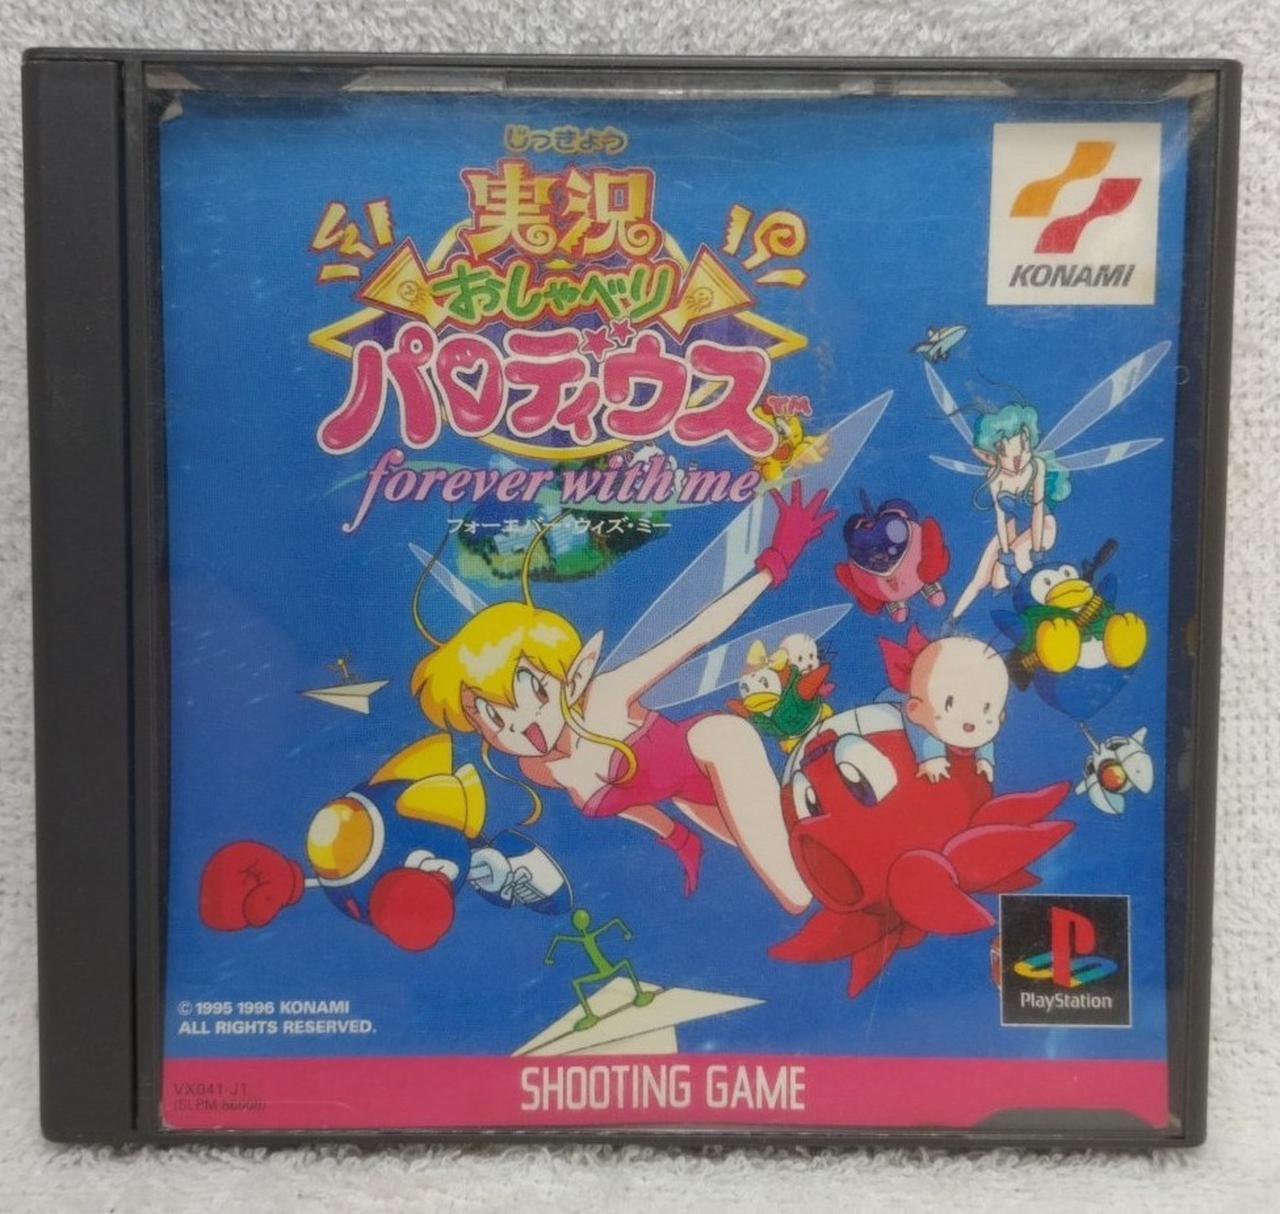 じっきょう
実況
おしゃべり
パロディウス™
forever with me
フォーエバー・ウィズ・ミー
KONAMI
PlayStation
© 1995 1996 KONAMI
ALL RIGHTS RESERVED.
SHOOTING GAME
VX041-J1